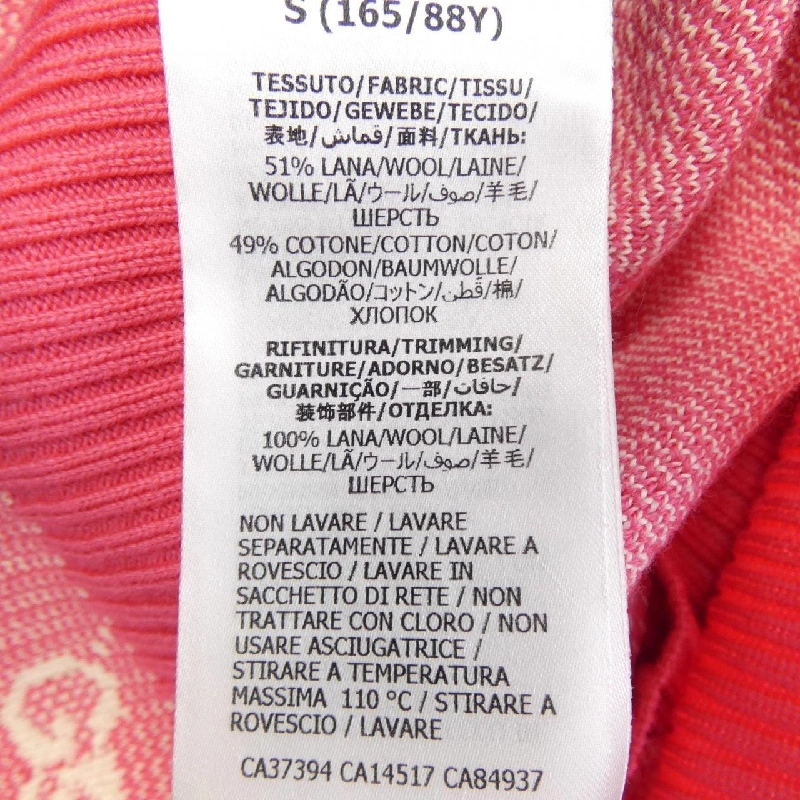 S (165/88Y)
TESSUTO/FABRIC/TISSU/
TEJIDO/GEWEBE/TECIDO/
表地/قماش/面料/ТКАНЬ:
51% LANA/WOOL/LAINE/
WOLLE/LÃ/ウール/صوف/羊毛/
ШЕРСТЬ
49% COTONE/COTTON/COTON/
ALGODON/BAUMWOLLE/
ALGODÃO/コットン/قطن/棉/
ХЛОПОК
RIFINITURA/TRIMMING/
GARNITURE/ADORNO/BESATZ/
GUARNIÇÃO/一部/حافات/
装饰部件/ОТДЕЛКА:
100% LANA/WOOL/LAINE/
WOLLE/LÃ/ウール/صوف/羊毛/
ШЕРСТЬ
NON LAVARE / LAVARE
SEPARATAMENTE / LAVARE A
ROVESCIO / LAVARE IN
SACCHETTO DI RETE / NON
TRATTARE CON CLORO / NON
USARE ASCIUGATRICE /
STIRARE A TEMPERATURA
MASSIMA 110 °C / STIRARE A
ROVESCIO / LAVARE
CA37394 CA14517 CA84937